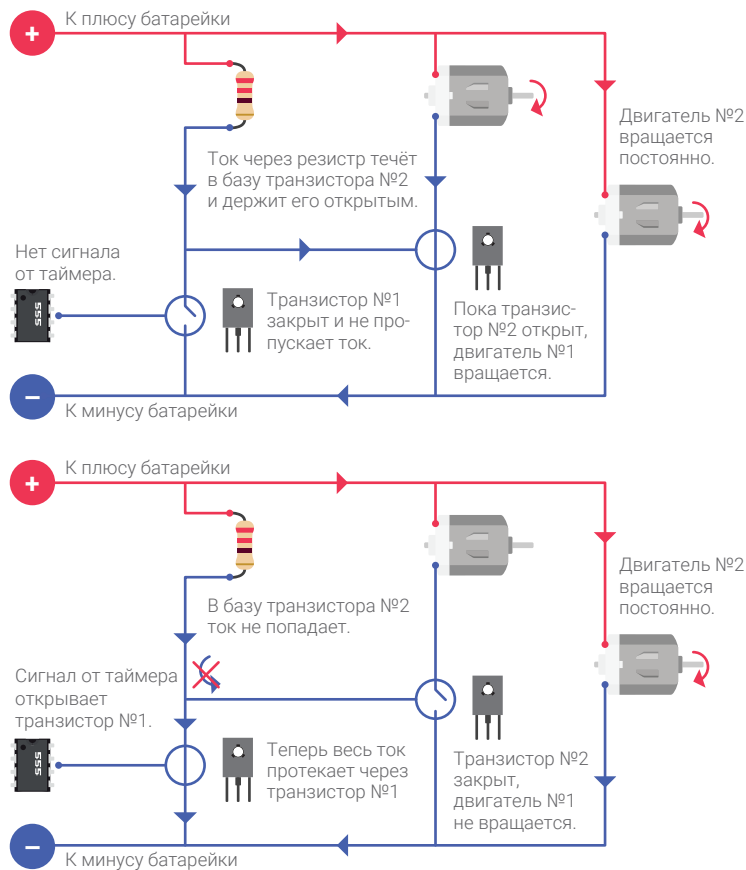 К плюсу батарейки
+
Ток через резистр течёт
в базу транзистора №2
и держит его открытым.
Двигатель №2
вращается
постоянно.
Нет сигнала
от таймера.
555
Транзистор №1
закрыт и не про-
пускает ток.
Пока транзис-
тор №2 открыт,
двигатель №1
вращается.
–
К минусу батарейки
К плюсу батарейки
+
В базу транзистора №2
ток не попадает.
Двигатель №2
вращается
постоянно.
Сигнал от таймера
открывает
транзистор №1.
555
Теперь весь ток
протекает через
транзистор №1
Транзистор №2
закрыт,
двигатель №1
не вращается.
–
К минусу батарейки